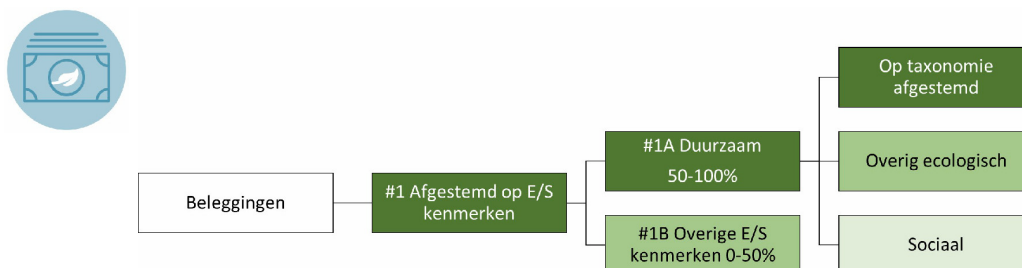 Beleggingen
#1 Afgestemd op E/S
kenmerken
#1A Duurzaam
50-100%
#1B Overige E/S
kenmerken 0-50%
Op taxonomie
afgestemd
Overig ecologisch
Sociaal